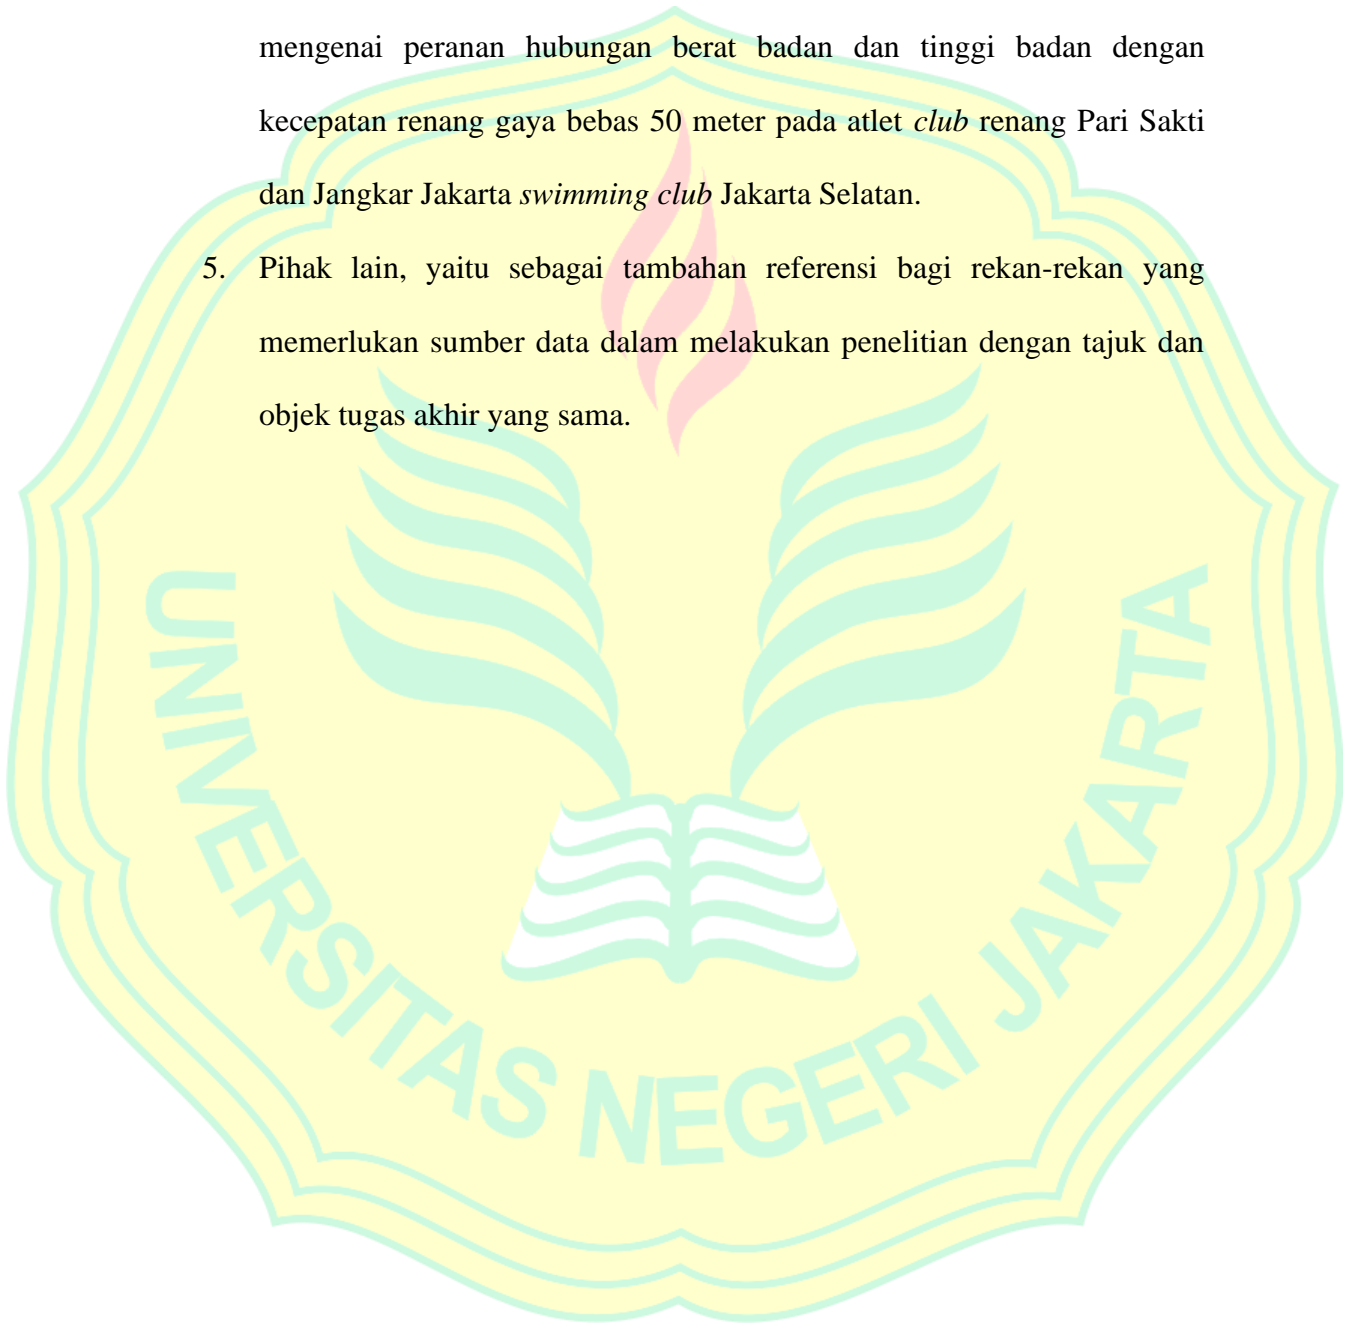 mengenai peranan hubungan berat badan dan tinggi badan dengan
kecepatan renang gaya bebas 50 meter pada atlet club renang Pari Sakti
dan Jangkar Jakarta swimming club Jakarta Selatan.
5. Pihak lain, yaitu sebagai tambahan referensi bagi rekan-rekan yang
memerlukan sumber data dalam melakukan penelitian dengan tajuk dan
objek tugas akhir yang sama.
UNIVERSITAS NEGERI JAKARTA